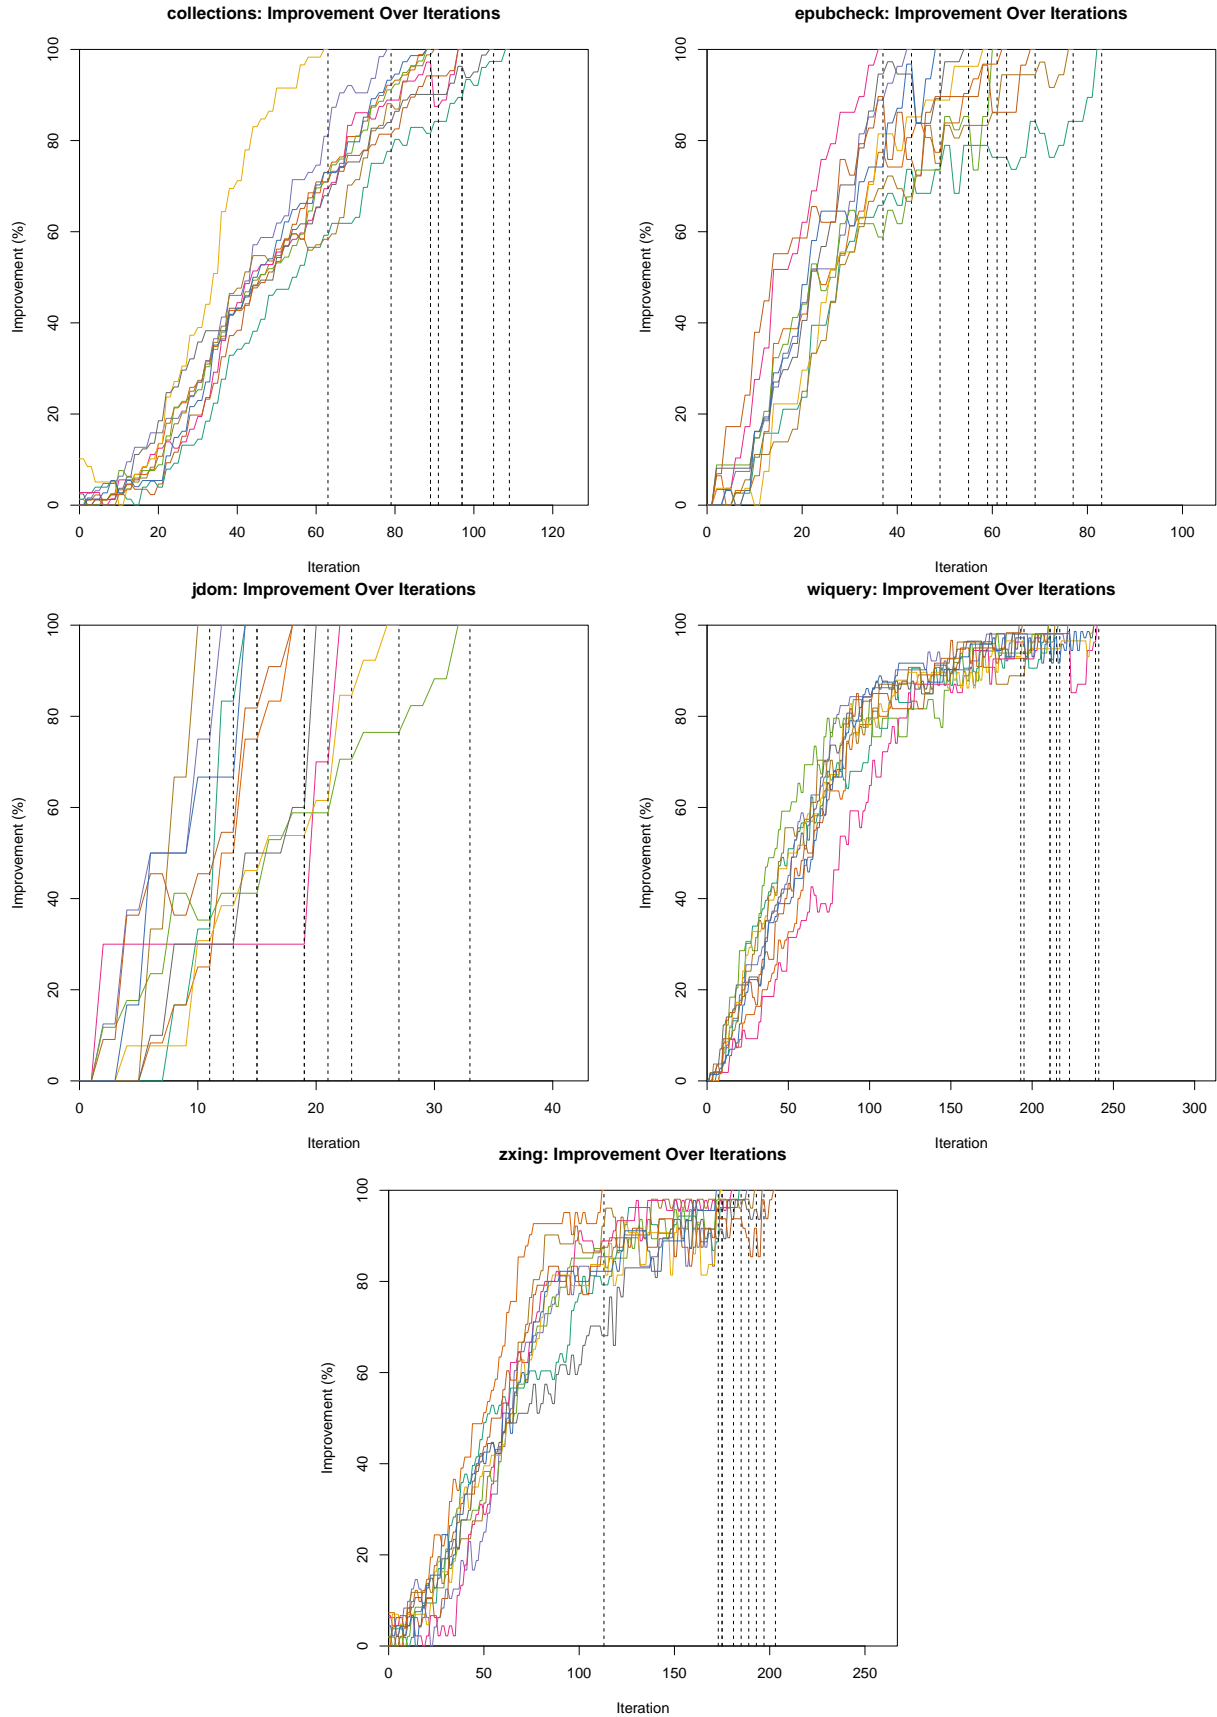 collections: Improvement Over Iterations
Improvement (%)
0 20 40 60 80 100
0 20 40 60 80 100 120
Iteration
epubcheck: Improvement Over Iterations
Improvement (%)
0 20 40 60 80 100
0 20 40 60 80 100
Iteration
jdom: Improvement Over Iterations
Improvement (%)
0 20 40 60 80 100
0 10 20 30 40
Iteration
wiquery: Improvement Over Iterations
Improvement (%)
0 20 40 60 80 100
0 50 100 150 200 250 300
Iteration
zxing: Improvement Over Iterations
Improvement (%)
0 20 40 60 80 100
0 50 100 150 200 250
Iteration